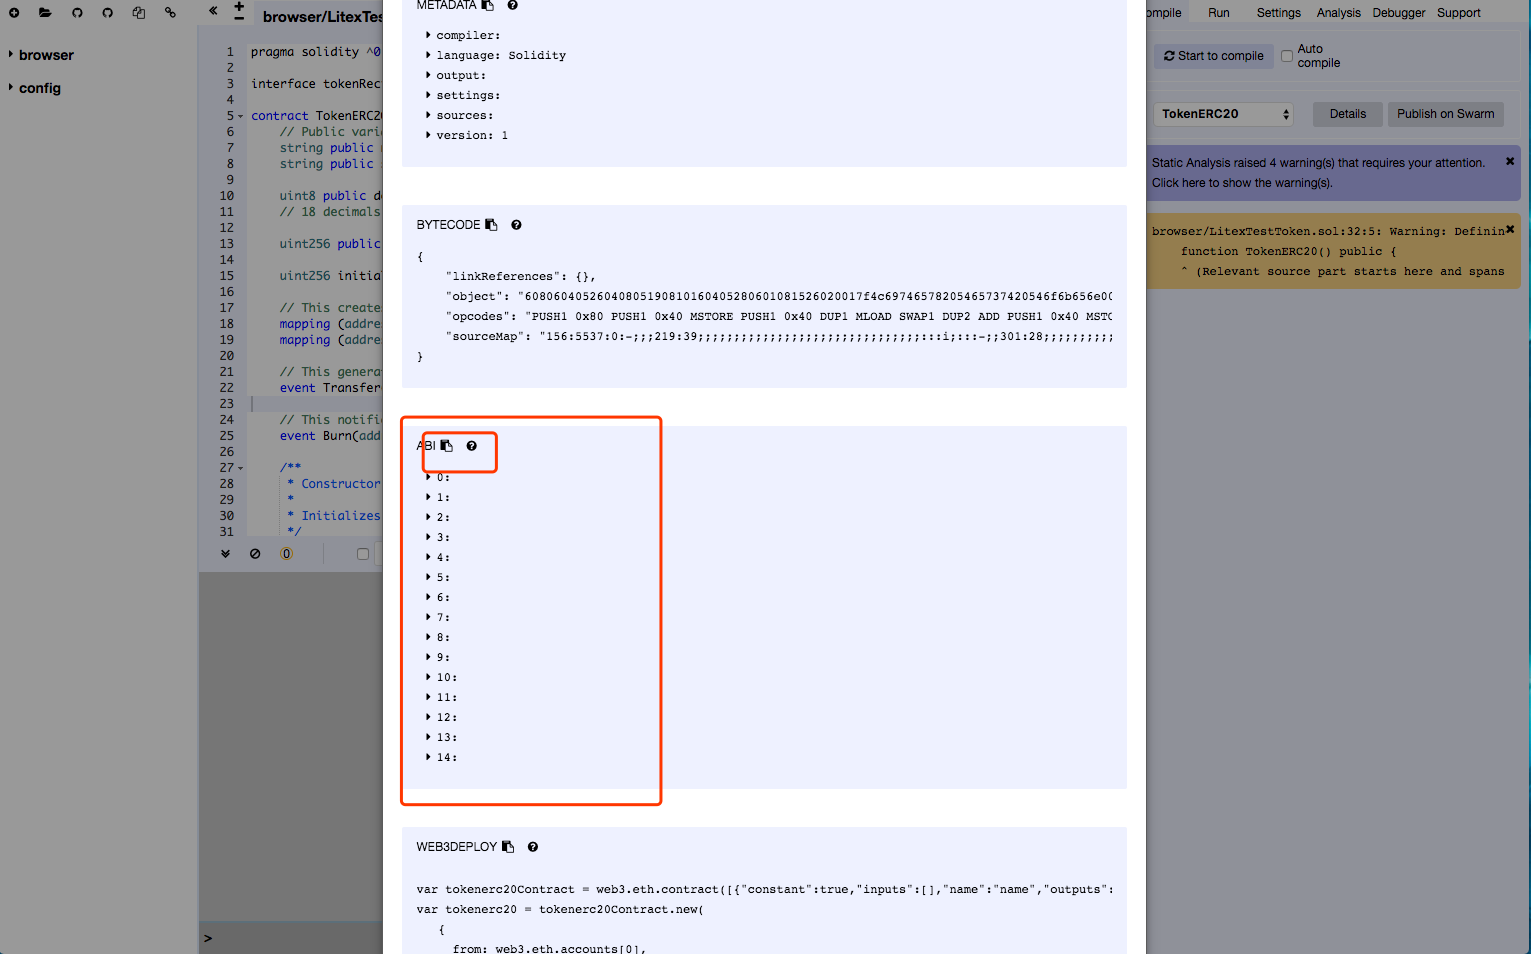 browser
config
browser/LitexTes
1 pragma solidity ^0
2
3 interface tokenRec
4
5 contract TokenERC20
6 // Public vari
7 string public
8 string public
9
10 uint8 public de
11 // 18 decimals
12
13 uint256 public
14
15 uint256 initia
16
17 // This create
18 mapping (addre
19 mapping (addre
20
21 // This genera
22 event Transfer
23
24 // This notifi
25 event Burn(add
26
27 /**
28 * Constructor
29 *
30 * Initializes
31 */
0
>
METADATA
compiler:
language: Solidity
output:
settings:
sources:
version: 1
BYTECODE
{
"linkReferences": {},
"object": "
"opcodes": "PUSH1 0x80 PUSH1 0x40 MSTORE PUSH1 0x40 DUP1 MLOAD SWAP1 DUP2 ADD PUSH1 0x40 MSTO
"sourceMap": "156:5537:0:-;;;219:39;;;;;;;;;;;;;;;;;;;;;;;;;;;;;;;:::i;:::-;;301:28;;;;;;;;;;
}
ABI
0:
1:
2:
3:
4:
5:
6:
7:
8:
9:
10:
11:
12:
13:
14:
WEB3DEPLOY
var tokenerc20Contract = web3.eth.contract([{"constant":true,"inputs":[],"name":"name","outputs":
var tokenerc20 = tokenerc20Contract.new(
{
from: web3.eth.accounts[0],
ompile Run Settings Analysis Debugger Support
Start to compile Auto compile
TokenERC20 Details Publish on Swarm
Static Analysis raised 4 warning(s) that requires your attention.
Click here to show the warning(s).
browser/LitexTestToken.sol:32:5: Warning: Definin
function TokenERC20() public {
^ (Relevant source part starts here and spans